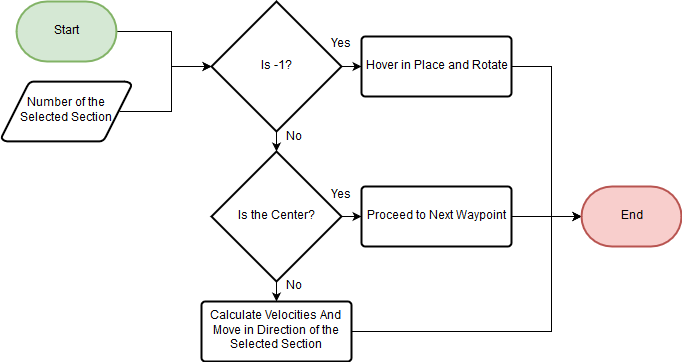 Start
Number of the
Selected Section
Is -1?
Yes
Hover in Place and Rotate
No
Is the Center?
Yes
Proceed to Next Waypoint
End
No
Calculate Velocities And
Move in Direction of the
Selected Section